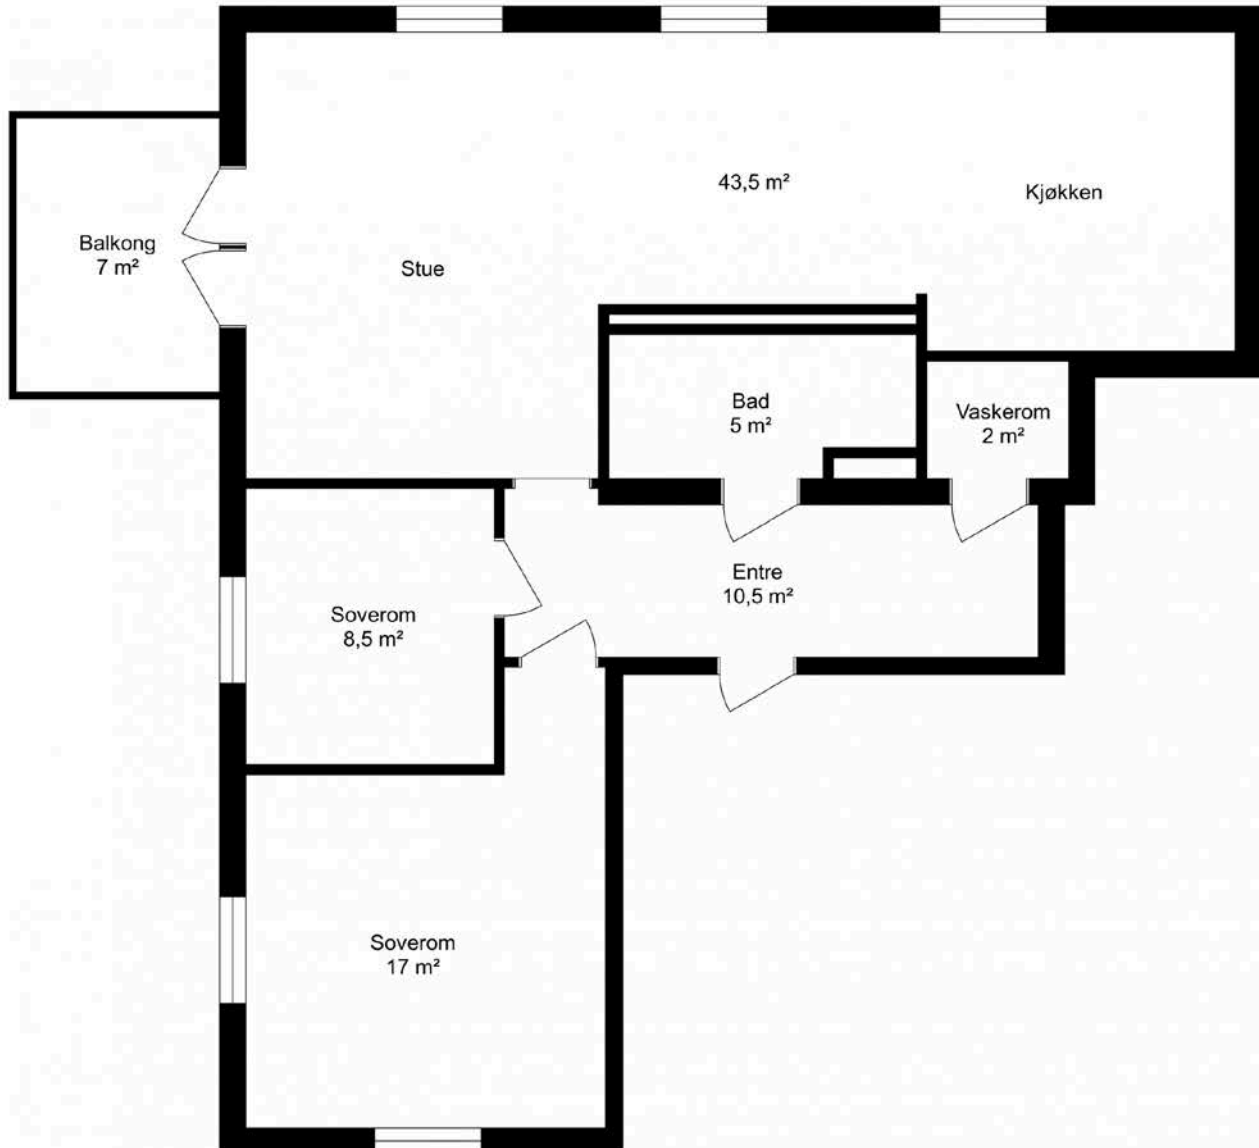 43,5 m²
Kjøkken
Balkong
7 m²
Stue
Bad
5 m²
Vaskerom
2 m²
Entre
10,5 m²
Soverom
8,5 m²
Soverom
17 m²